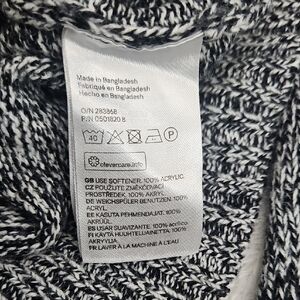 Made in Bangladesh
Fabriqué en Bangladesh
Hecho en Bangladesh
O/N 283868
P/N 0501820 8
40 P
clevercare.info
GB USE SOFTENER. 100% ACRYLIC.
CZ POUŽIJTE ZMĚKČOVACÍ
PROSTŘEDEK. 100% AKRYL.
DE WEICHSPÜLER BENUTZEN. 100%
ACRYL.
EE KASUTA PEHMENDAJAT. 100%
AKRÜÜL.
ES USAR SUAVIZANTE. 100% ACRÍLICO
FI KÄYTÄ HUUHTELUAINETTA. 100%
AKRYYLIA
FR LAVER À LA MACHINE À L'EAU